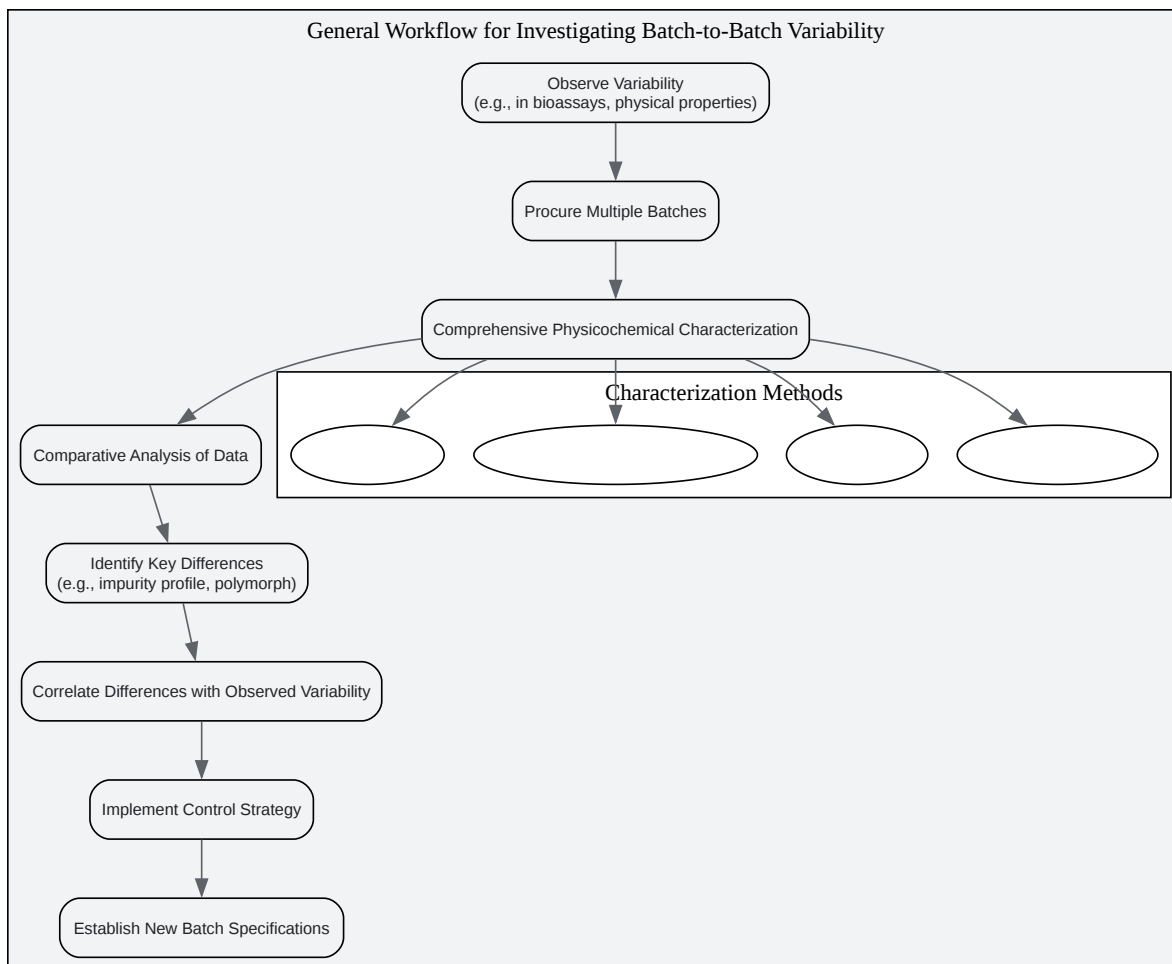 General Workflow for Investigating Batch-to-Batch Variability
Observe Variability
(e.g., in bioassays, physical properties)
Procure Multiple Batches
Comprehensive Physicochemical Characterization
Characterization Methods
Comparative Analysis of Data
Identify Key Differences
(e.g., impurity profile, polymorph)
Correlate Differences with Observed Variability
Implement Control Strategy
Establish New Batch Specifications